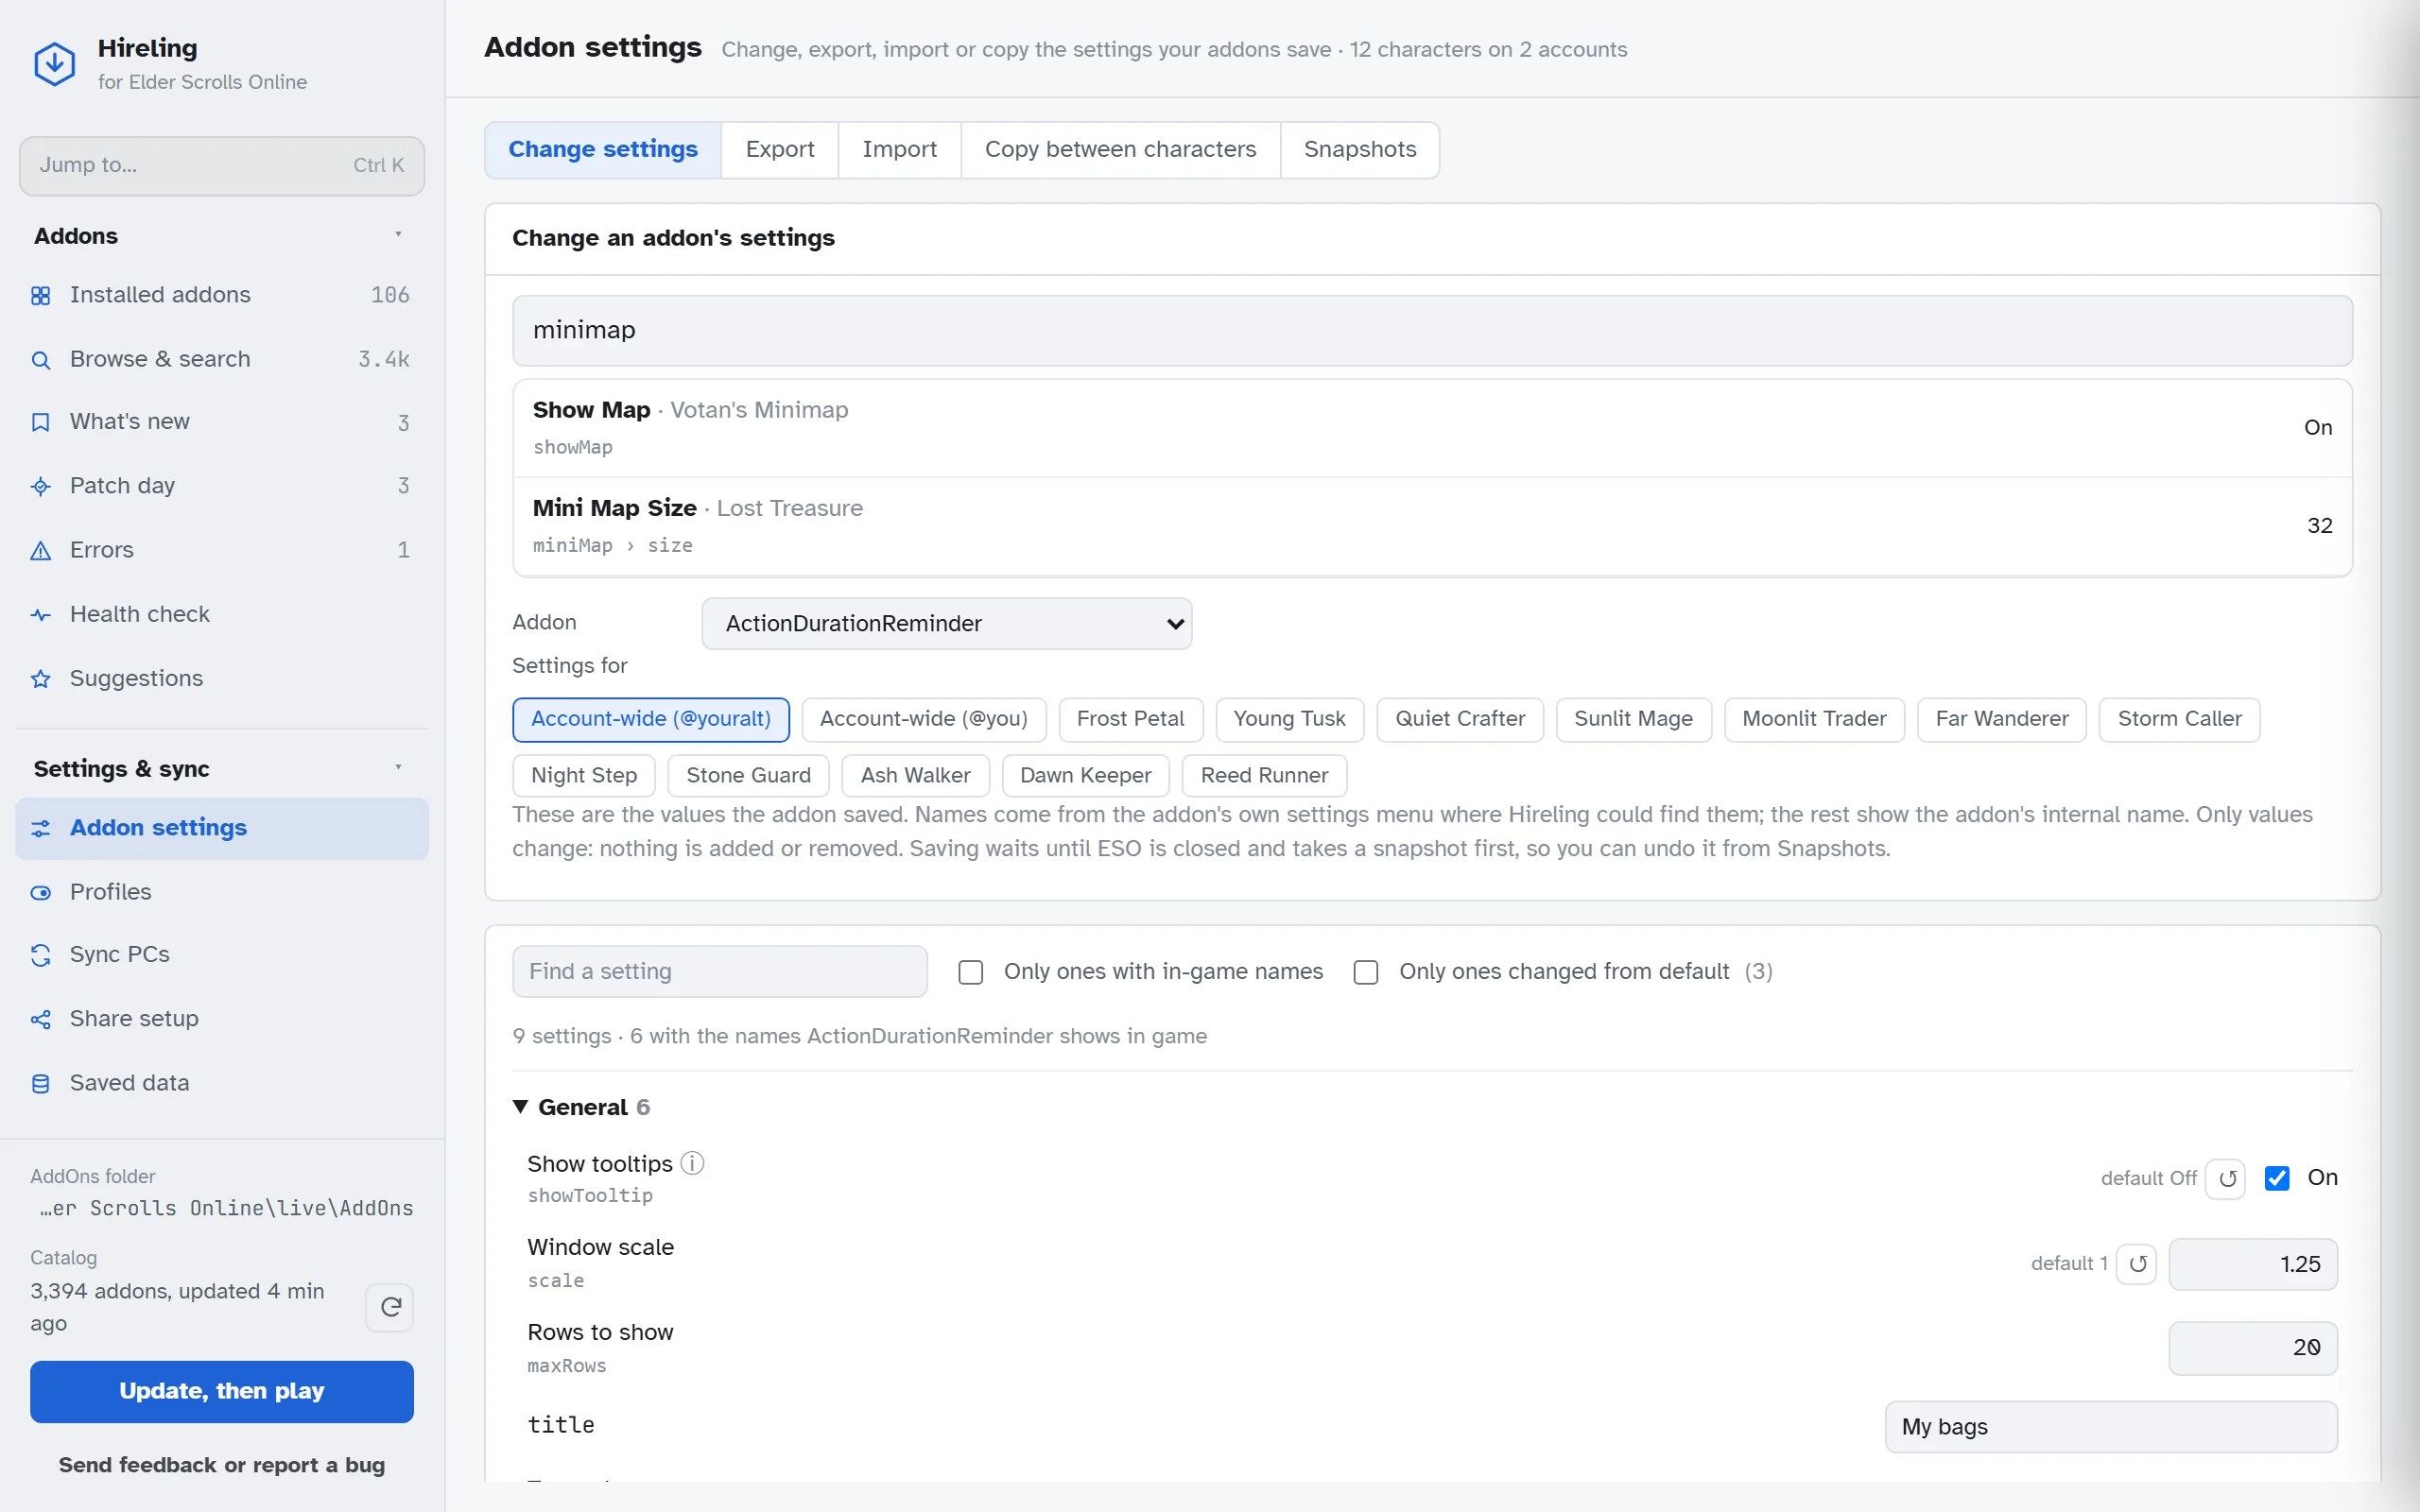 Hireling
for Elder Scrolls Online
Jump to... Ctrl K
Addons
Installed addons 106
Browse & search 3.4k
What's new 3
Patch day 3
Errors 1
Health check
Suggestions
Settings & sync
Addon settings
Profiles
Sync PCs
Share setup
Saved data
AddOns folder
…er Scrolls Online\live\AddOns
Catalog
3,394 addons, updated 4 min
ago
Update, then play
Send feedback or report a bug
Addon settings Change, export, import or copy the settings your addons save · 12 characters on 2 accounts
Change settings Export Import Copy between characters Snapshots
Change an addon's settings
minimap
Show Map · Votan's Minimap
showMap
On
Mini Map Size · Lost Treasure
miniMap › size
32
Addon ActionDurationReminder
Settings for
Account-wide (@youralt) Account-wide (@you) Frost Petal Young Tusk Quiet Crafter Sunlit Mage Moonlit Trader Far Wanderer Storm Caller
Night Step Stone Guard Ash Walker Dawn Keeper Reed Runner
These are the values the addon saved. Names come from the addon's own settings menu where Hireling could find them; the rest show the addon's internal name. Only values
change: nothing is added or removed. Saving waits until ESO is closed and takes a snapshot first, so you can undo it from Snapshots.
Find a setting Only ones with in-game names Only ones changed from default (3)
9 settings · 6 with the names ActionDurationReminder shows in game
General 6
Show tooltips
showTooltip
default Off On
Window scale
scale
default 1 1.25
Rows to show
maxRows
20
title My bags